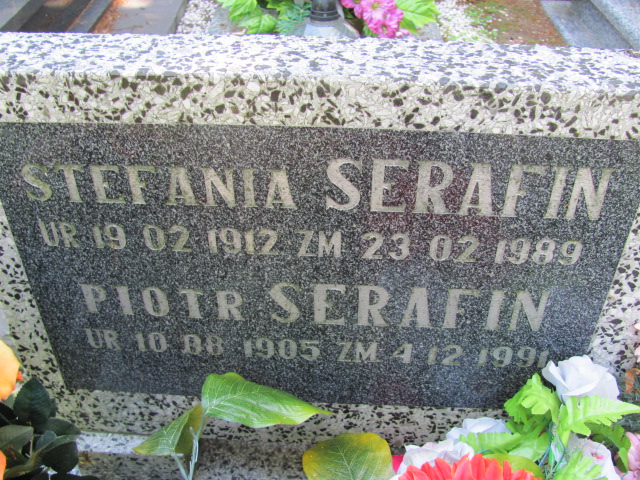 STEFANIA SERAFIN
UR 19 02 1912 ZM 23 02 1989
PIOTR SERAFIN
UR 10 08 1905 ZM 4 12 1991